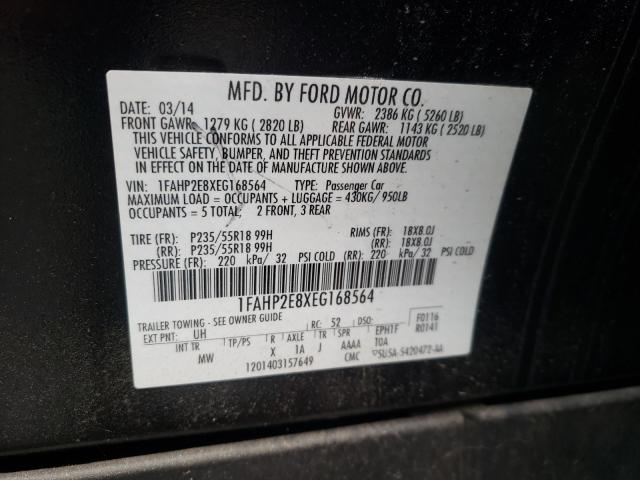 MFD. BY FORD MOTOR CO.
DATE: 03/14 GVWR: 2386 KG ( 5260 LB)
FRONT GAWR: 1279 KG ( 2820 LB) REAR GAWR: 1143 KG ( 2520 LB)
THIS VEHICLE CONFORMS TO ALL APPLICABLE FEDERAL MOTOR
VEHICLE SAFETY, BUMPER, AND THEFT PREVENTION STANDARDS
IN EFFECT ON THE DATE OF MANUFACTURE SHOWN ABOVE.
VIN: 1FAHP2E8XEG168564 TYPE: Passenger Car
MAXIMUM LOAD = OCCUPANTS + LUGGAGE = 430KG/ 950LB
OCCUPANTS = 5 TOTAL; 2 FRONT, 3 REAR
TIRE (FR): P235/55R18 99H RIMS (FR): 18X8.0J
(RR): P235/55R18 99H (RR): 18X8.0J
PRESSURE (FR): 220 kPa/ 32 PSI COLD (RR): 220 kPa/ 32 PSI COLD
1FAHP2E8XEG168564
TRAILER TOWING - SEE OWNER GUIDE F0116
EXT PNT: UH RC: 52 DSO: R0141
INT TR TP/PS R AXLE TR SPR EPH1F
MW X 1A J AAAA TOA
1201403157649 CMC ▽5U5A-5420472-AA